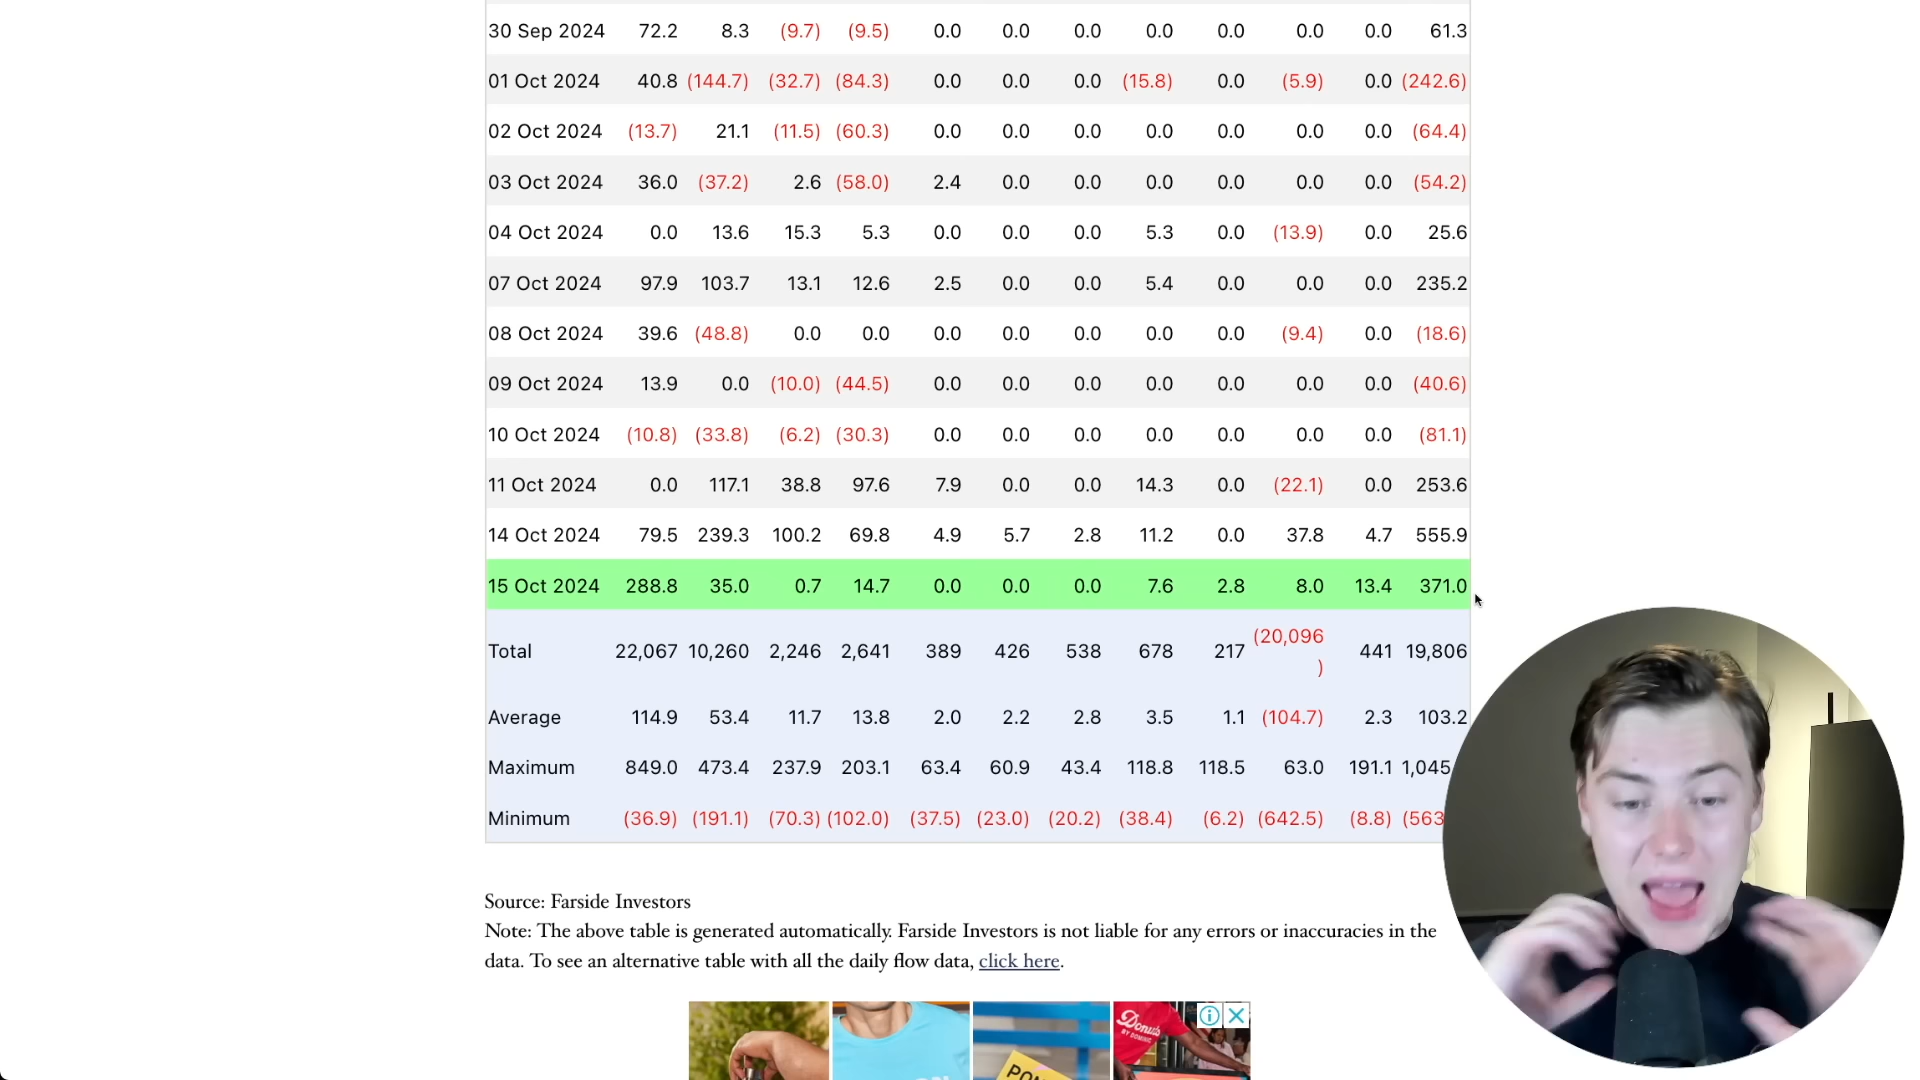 30 Sep 2024 72.2 8.3 (9.7) (9.5) 0.0 0.0 0.0 0.0 0.0 0.0 0.0 61.3
01 Oct 2024 40.8 (144.7) (32.7) (84.3) 0.0 0.0 0.0 (15.8) 0.0 (5.9) 0.0 (242.6)
02 Oct 2024 (13.7) 21.1 (11.5) (60.3) 0.0 0.0 0.0 0.0 0.0 0.0 0.0 (64.4)
03 Oct 2024 36.0 (37.2) 2.6 (58.0) 2.4 0.0 0.0 0.0 0.0 0.0 0.0 (54.2)
04 Oct 2024 0.0 13.6 15.3 5.3 0.0 0.0 0.0 5.3 0.0 (13.9) 0.0 25.6
07 Oct 2024 97.9 103.7 13.1 12.6 2.5 0.0 0.0 5.4 0.0 0.0 0.0 235.2
08 Oct 2024 39.6 (48.8) 0.0 0.0 0.0 0.0 0.0 0.0 0.0 (9.4) 0.0 (18.6)
09 Oct 2024 13.9 0.0 (10.0) (44.5) 0.0 0.0 0.0 0.0 0.0 0.0 0.0 (40.6)
10 Oct 2024 (10.8) (33.8) (6.2) (30.3) 0.0 0.0 0.0 0.0 0.0 0.0 0.0 (81.1)
11 Oct 2024 0.0 117.1 38.8 97.6 7.9 0.0 0.0 14.3 0.0 (22.1) 0.0 253.6
14 Oct 2024 79.5 239.3 100.2 69.8 4.9 5.7 2.8 11.2 0.0 37.8 4.7 555.9
15 Oct 2024 288.8 35.0 0.7 14.7 0.0 0.0 0.0 7.6 2.8 8.0 13.4 371.0
Total 22,067 10,260 2,246 2,641 389 426 538 678 217 (20,096) 441 19,806
Average 114.9 53.4 11.7 13.8 2.0 2.2 2.8 3.5 1.1 (104.7) 2.3 103.2
Maximum 849.0 473.4 237.9 203.1 63.4 60.9 43.4 118.8 118.5 63.0 191.1 1,045.
Minimum (36.9) (191.1) (70.3) (102.0) (37.5) (23.0) (20.2) (38.4) (6.2) (642.5) (8.8) (563
Source: Farside Investors
Note: The above table is generated automatically. Farside Investors is not liable for any errors or inaccuracies in the
data. To see an alternative table with all the daily flow data, click here.
Donuts
BY DOMINIC